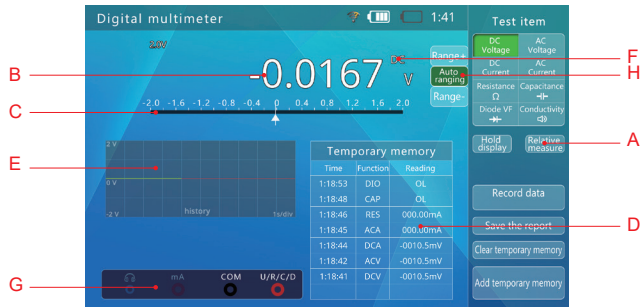 Digital multimeter
1:41
Test item
2.0V
-0.0167
DC
V
Range+
Auto ranging
Range-
-2.0 -1.6 -1.2 -0.8 0.4 0 0.4 0.8 1.2 1.6 2.0
DC Voltage
AC Voltage
DC Current
AC Current
Resistance Ω
Capacitance
Diode VF
Conductivity
Hold display
Relative measure
Record data
Save the report
Clear temporary memory
Add temporary memory
2 V
0 V
-2 V
history
1s/div
Temporary memory
Time Function Reading
1:18:53 DIO OL
1:18:48 CAP OL
1:18:46 RES 000.00mA
1:18:45 ACA 000.00mA
1:18:44 DCA -0010.5mV
1:18:42 ACV -0010.5mV
1:18:41 DCV -0010.5mV
mA
COM
U/R/C/D
B
C
E
G
F
H
A
D